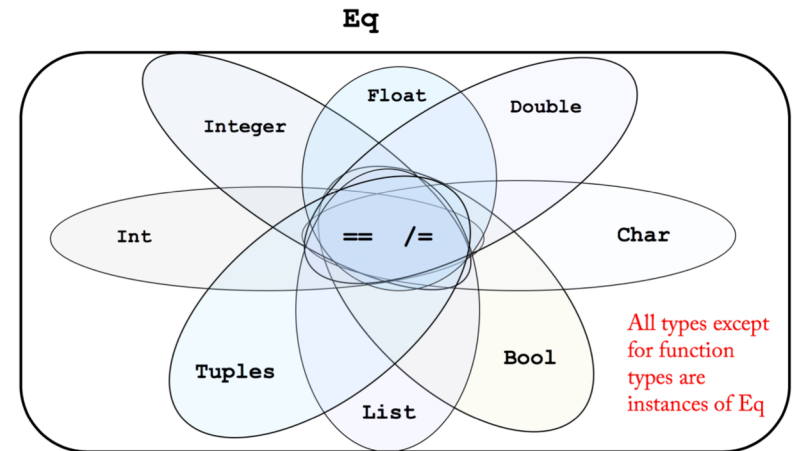 Eq
Float
Double
Integer
Int
== /=
Char
All types except
for function
types are
instances of Eq
Bool
Tuples
List